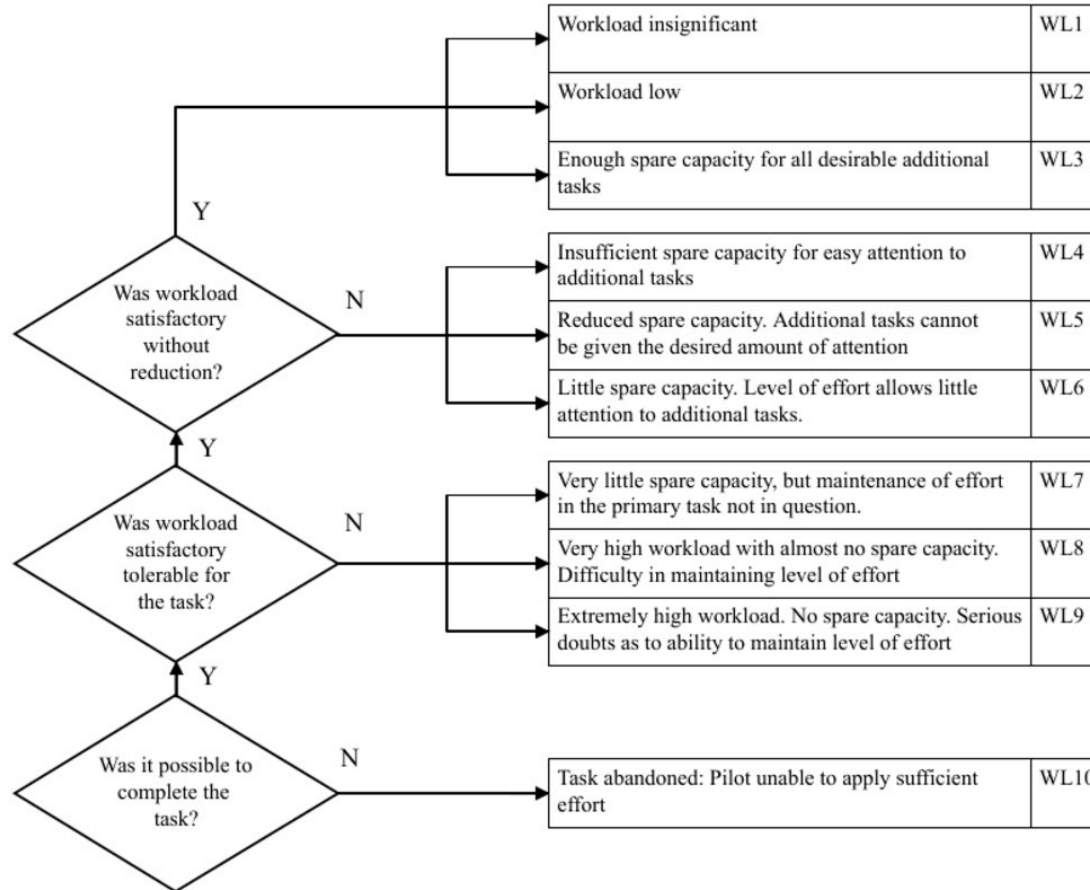 Workload insignificant
WL1
Workload low
WL2
Enough spare capacity for all desirable additional
tasks
WL3
Y
Was workload
satisfactory
without
reduction?
N
Insufficient spare capacity for easy attention to
additional tasks
WL4
Reduced spare capacity. Additional tasks cannot
be given the desired amount of attention
WL5
Little spare capacity. Level of effort allows little
attention to additional tasks.
WL6
Y
Was workload
satisfactory
tolerable for
the task?
N
Very little spare capacity, but maintenance of effort
in the primary task not in question.
WL7
Very high workload with almost no spare capacity.
Difficulty in maintaining level of effort
WL8
Extremely high workload. No spare capacity. Serious
doubts as to ability to maintain level of effort
WL9
Y
Was it possible to
complete the
task?
N
Task abandoned: Pilot unable to apply sufficient
effort
WL10